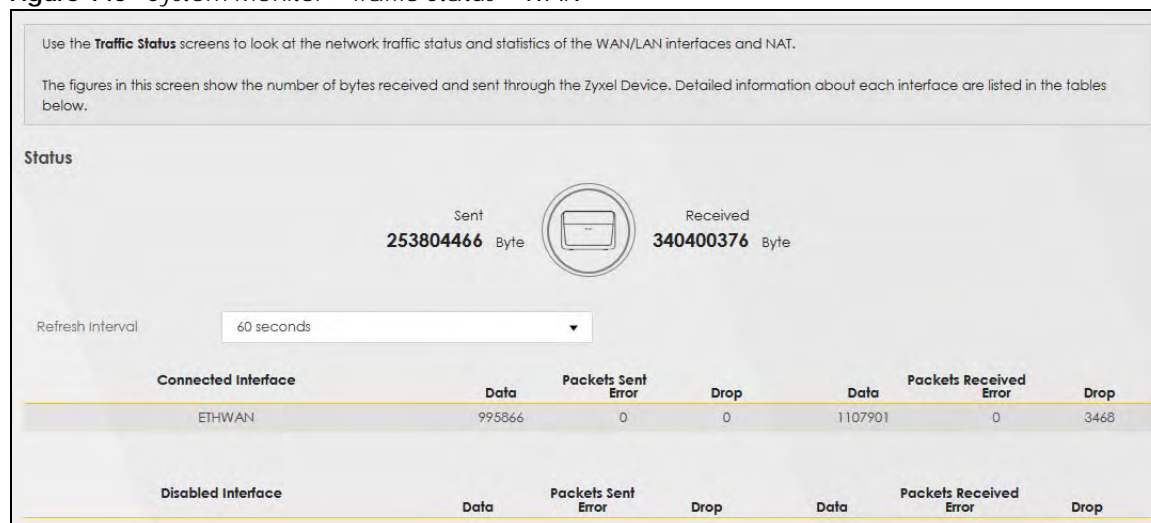 Use the Traffic Status screens to look at the network traffic status and statistics of the WAN/LAN interfaces and NAT.
The figures in this screen show the number of bytes received and sent through the Zyxel Device. Detailed information about each interface are listed in the tables
below.
Status
Sent
253804466 Byte
Received
340400376 Byte
Refresh Interval 60 seconds
Connected Interface Packets Sent Packets Received
Data Error Drop Data Error Drop
ETHWAN 995866 0 0 1107901 0 3468
Disabled Interface Packets Sent Packets Received
Data Error Drop Data Error Drop